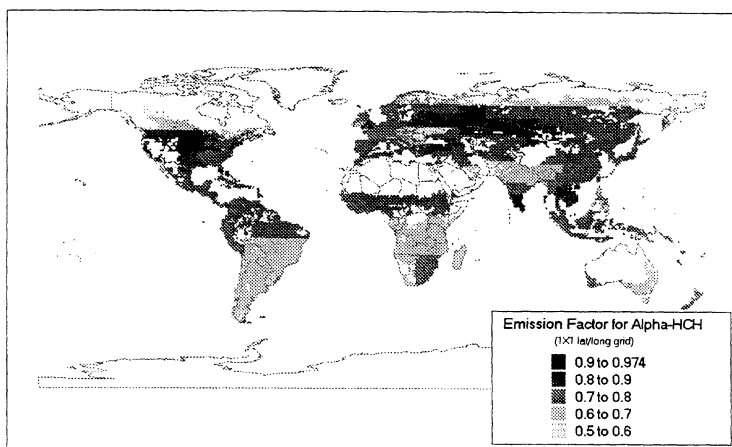 Emission Factor for Alpha-HCH
(1X1 lat/long grid)
0.9 to 0.974
0.8 to 0.9
0.7 to 0.8
0.6 to 0.7
0.5 to 0.6